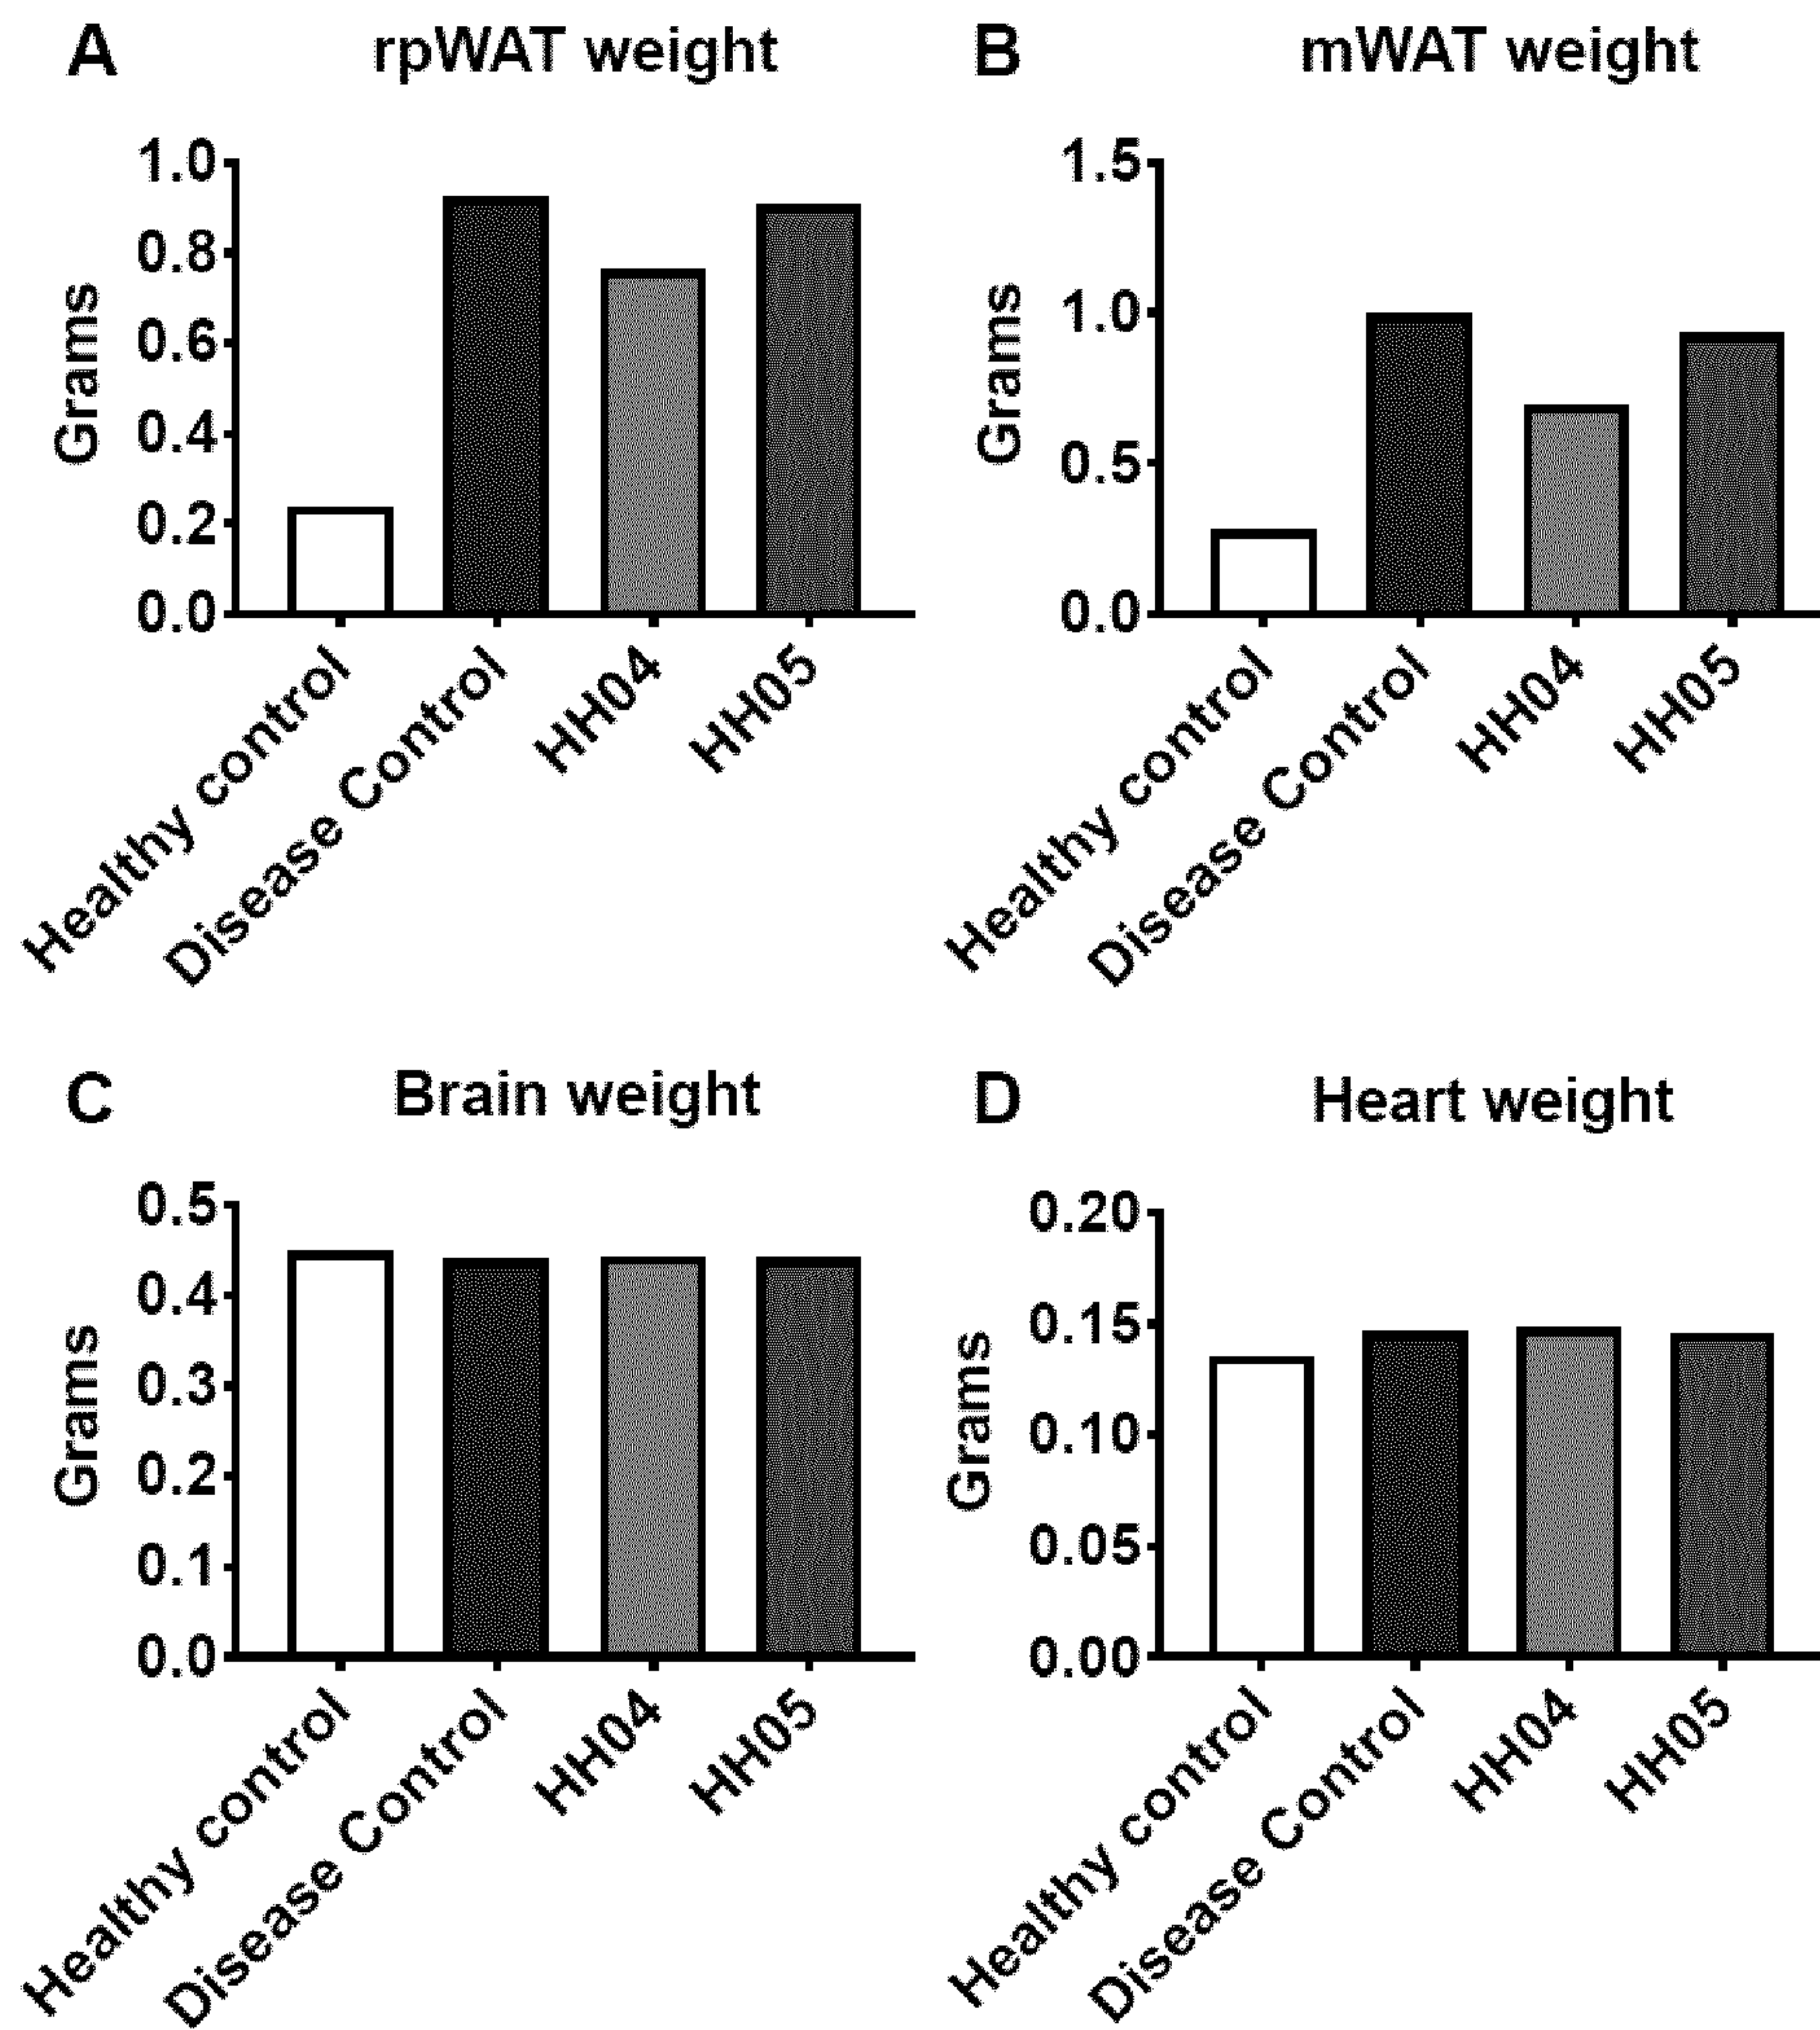 A rpWAT weight
1.0
0.8
0.6
0.4
0.2
0.0
Grams
Healthy control
Disease Control
HH04
HH05
B mWAT weight
1.5
1.0
0.5
0.0
Grams
Healthy control
Disease Control
HH04
HH05
C Brain weight
0.5
0.4
0.3
0.2
0.1
0.0
Grams
Healthy control
Disease Control
HH04
HH05
D Heart weight
0.20
0.15
0.10
0.05
0.00
Grams
Healthy control
Disease Control
HH04
HH05